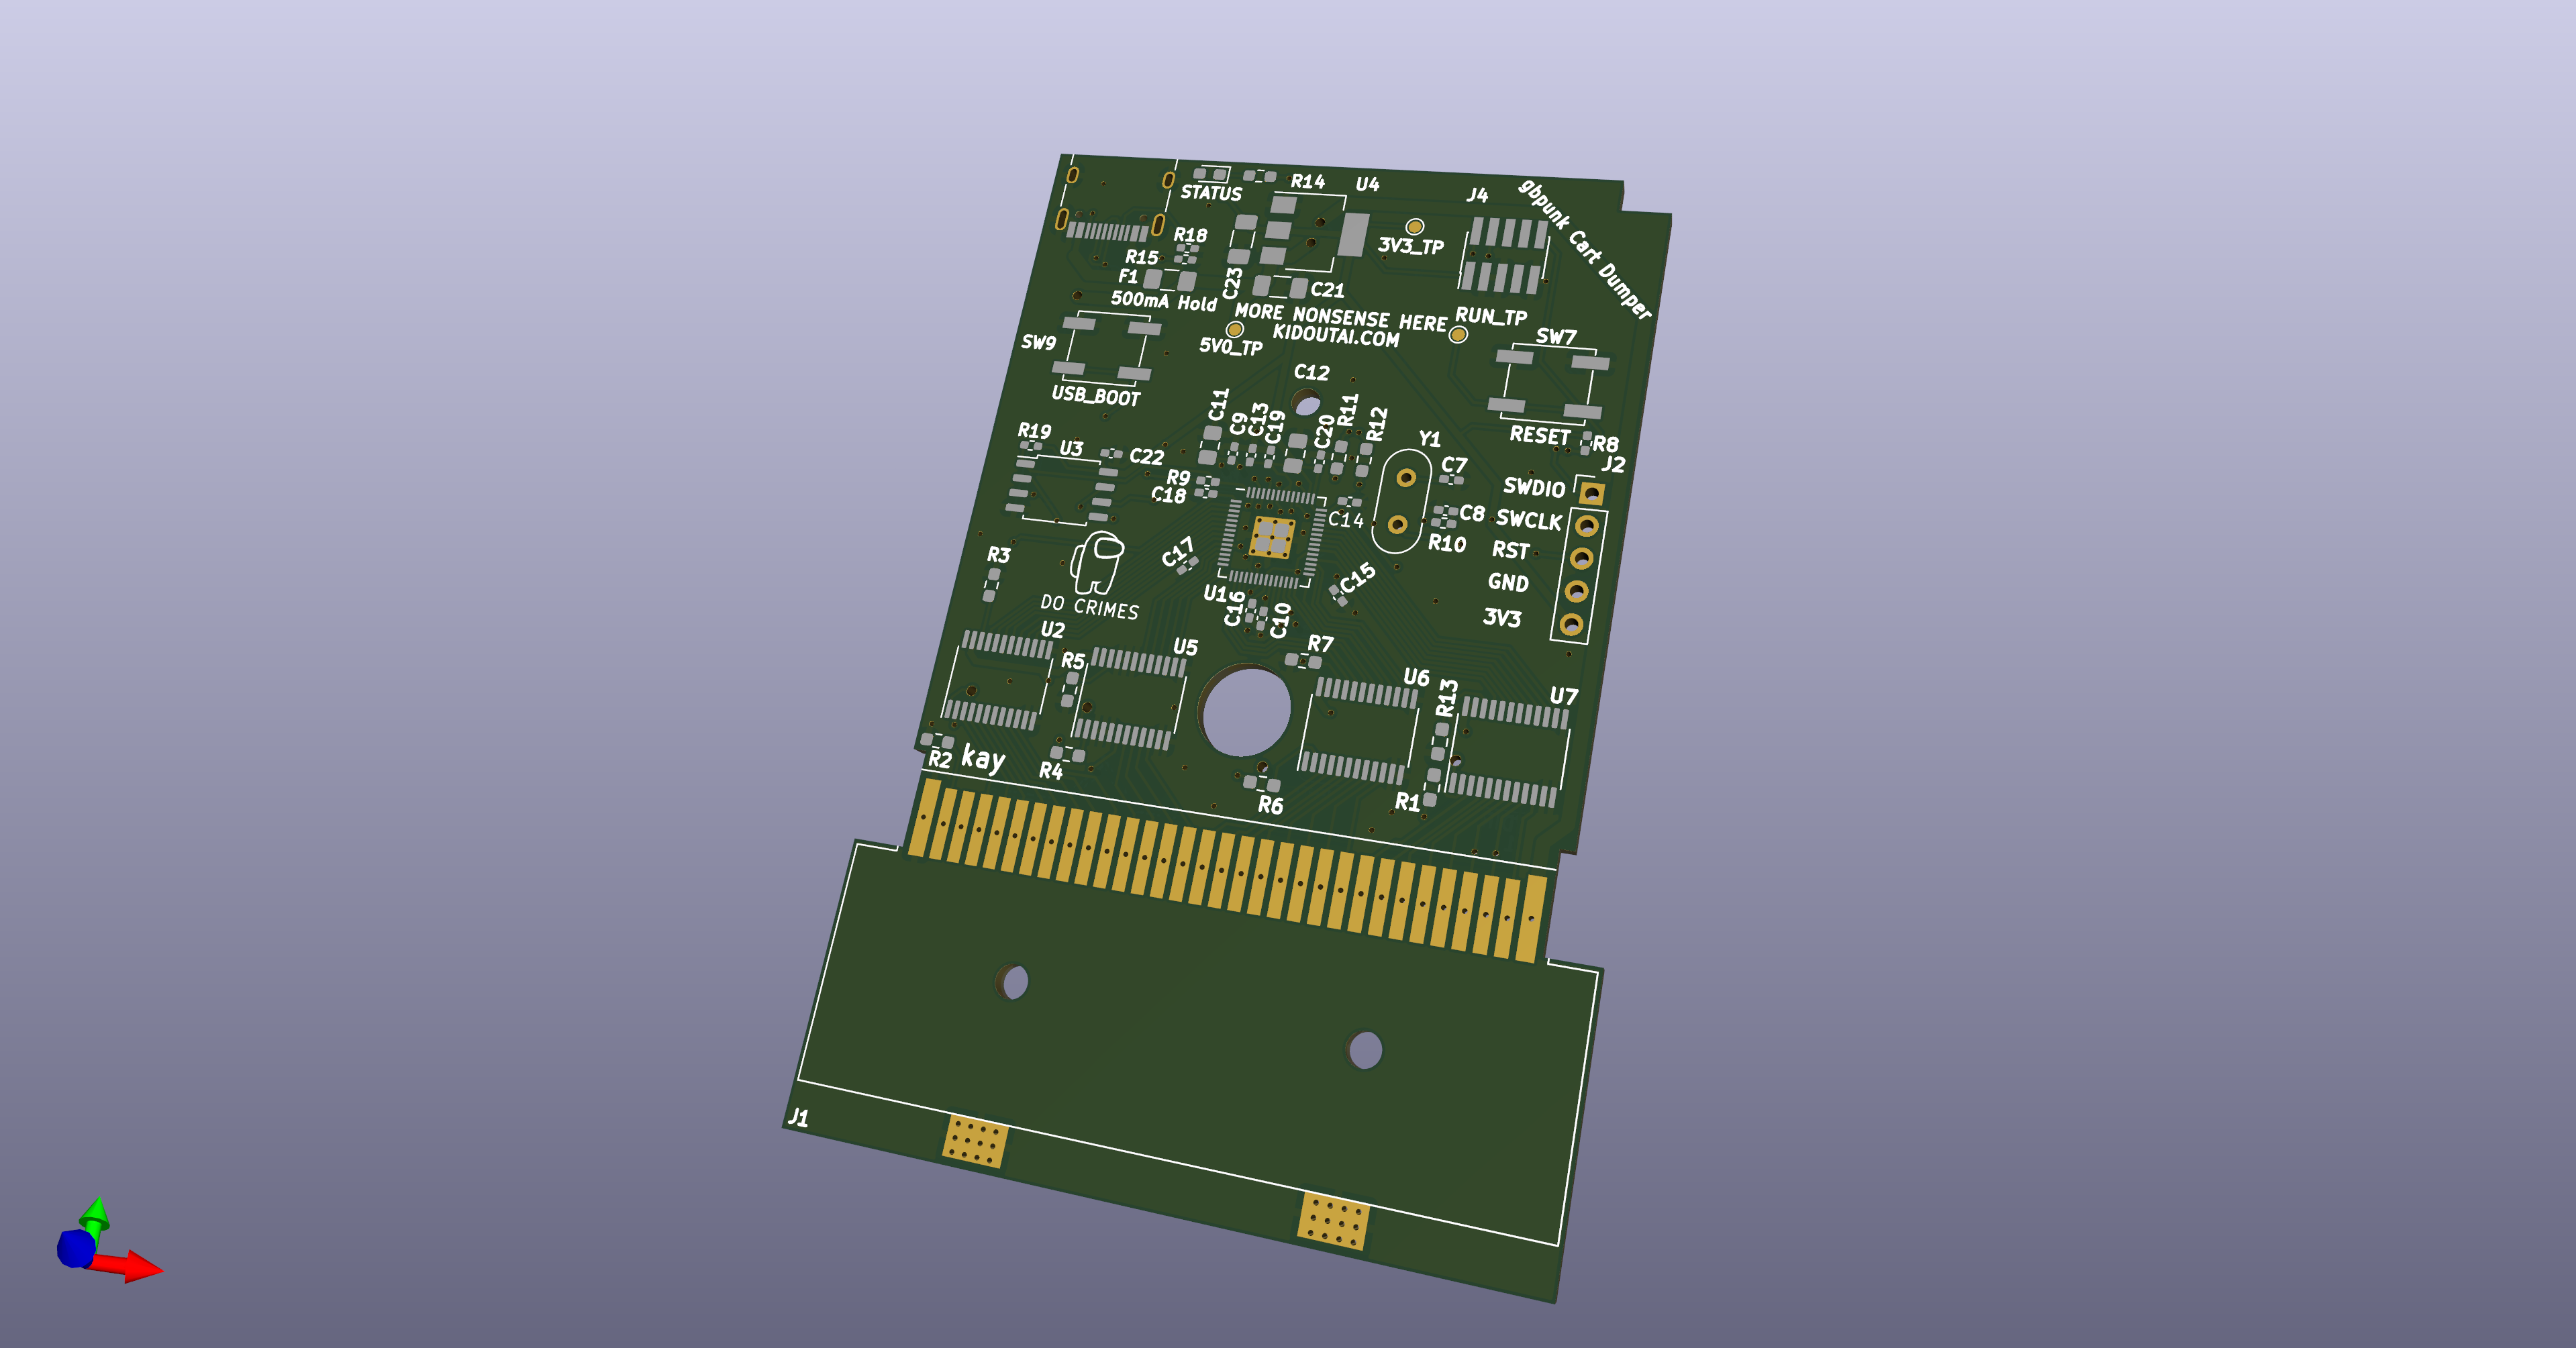 STATUS
R14
U4
J4
gbpunk Cart Dumper
R18
3V3_TP
R15
F1
500mA Hold
C23
C21
MORE NONSENSE HERE
KIDOUTAI.COM
RUN_TP
SW7
SW9
5V0_TP
USB_BOOT
C12
C11
C9
C13
C19
C20
R11
R12
Y1
RESET
R8
R19
U3
C22
C7
J2
R9
C18
SWDIO
C14
C8
SWCLK
R10
RST
C17
R3
C15
GND
DO CRIMES
U1
C16
C10
3V3
U2
U5
R7
R5
U6
R13
U7
R2
kay
R4
R6
R1
J1